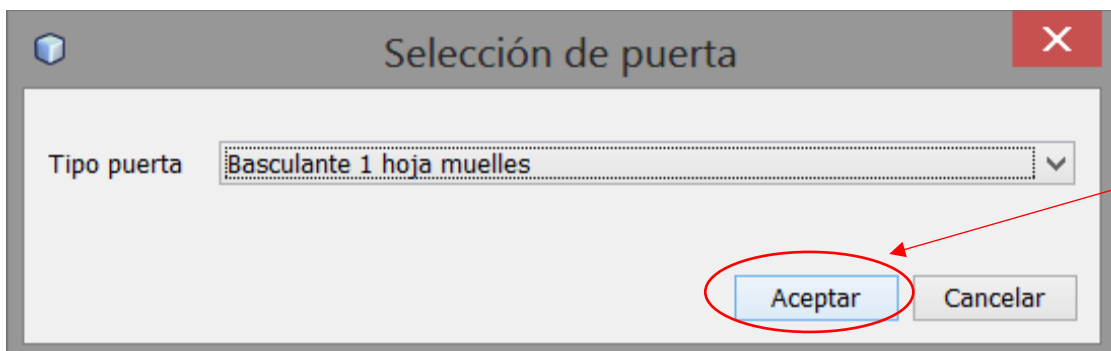 Selección de puerta
Tipo puerta Basculante 1 hoja muelles
Aceptar Cancelar